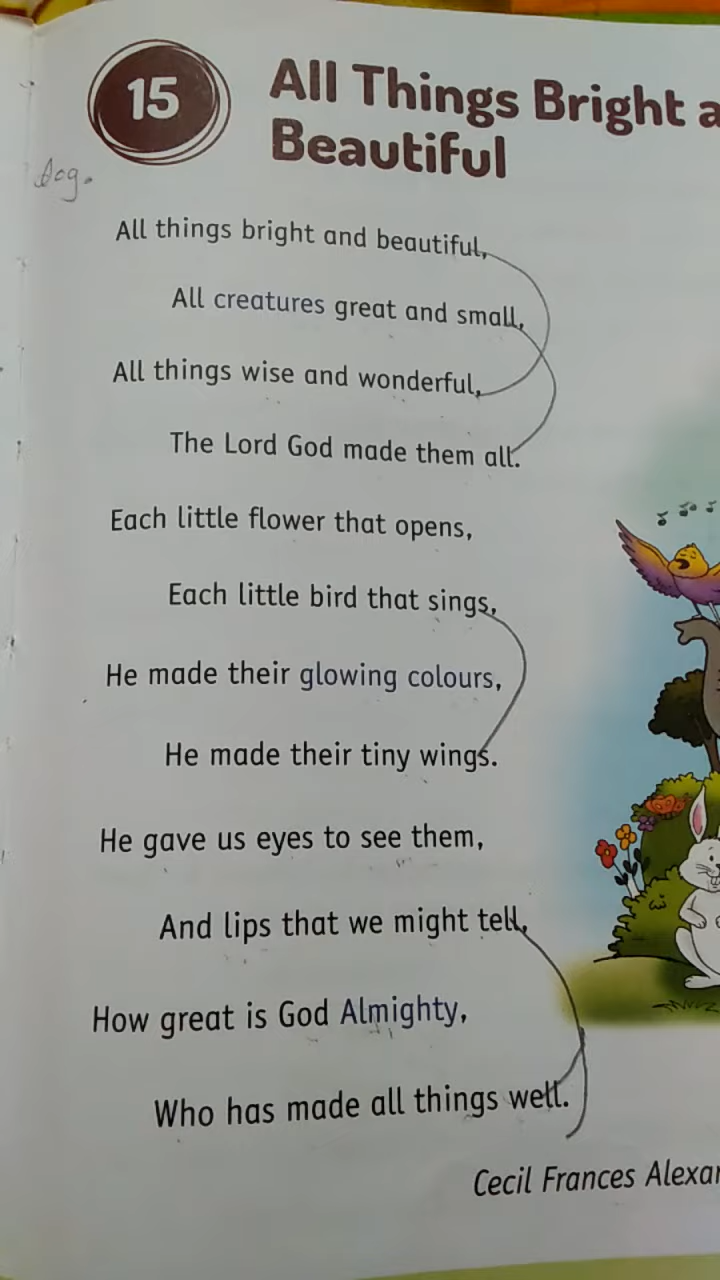 15
All Things Bright a
Beautiful
All things bright and beautiful,
All creatures great and small,
All things wise and wonderful,
The Lord God made them all.
Each little flower that opens,
Each little bird that sings,
He made their glowing colours,
He made their tiny wings.
He gave us eyes to see them,
And lips that we might tell,
How great is God Almighty,
Who has made all things well.
Cecil Frances Alexa